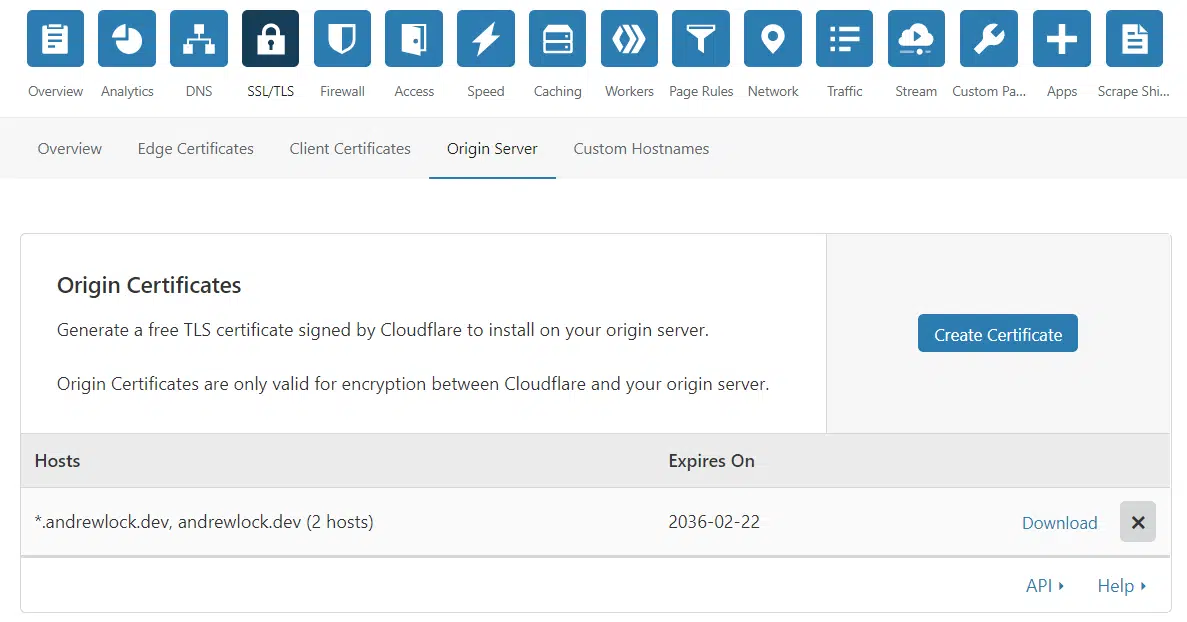 Overview Analytics DNS SSL/TLS Firewall Access Speed Caching Workers Page Rules Network Traffic Stream Custom Pa... Apps Scrape Shi...
Overview Edge Certificates Client Certificates Origin Server Custom Hostnames
Origin Certificates
Generate a free TLS certificate signed by Cloudflare to install on your origin server.
Create Certificate
Origin Certificates are only valid for encryption between Cloudflare and your origin server.
Hosts Expires On
*.andrewlock.dev, andrewlock.dev (2 hosts) 2036-02-22 Download
API Help